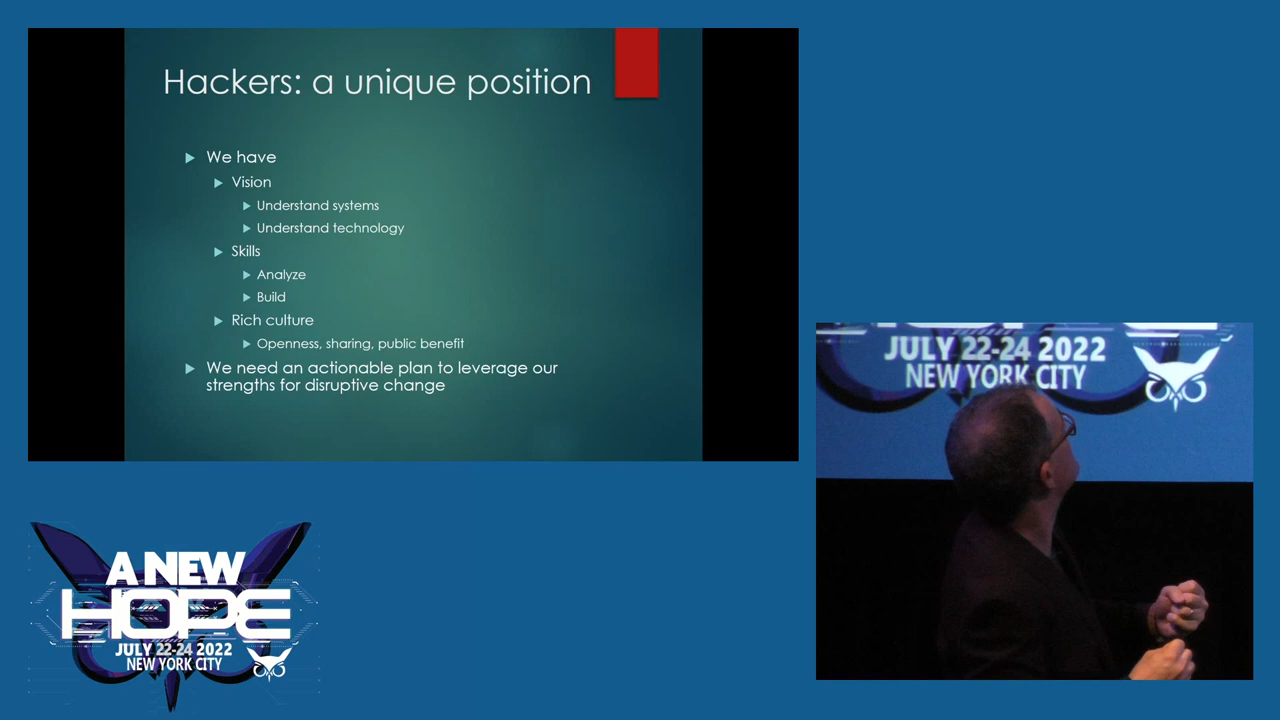 Hackers: a unique position
We have
Vision
Understand systems
Understand technology
Skills
Analyze
Build
Rich culture
Openness, sharing, public benefit
We need an actionable plan to leverage our
strengths for disruptive change
JULY 22-24 2022
NEW YORK CITY
A NEW
HOPE
JULY 22-24 2022
NEW YORK CITY